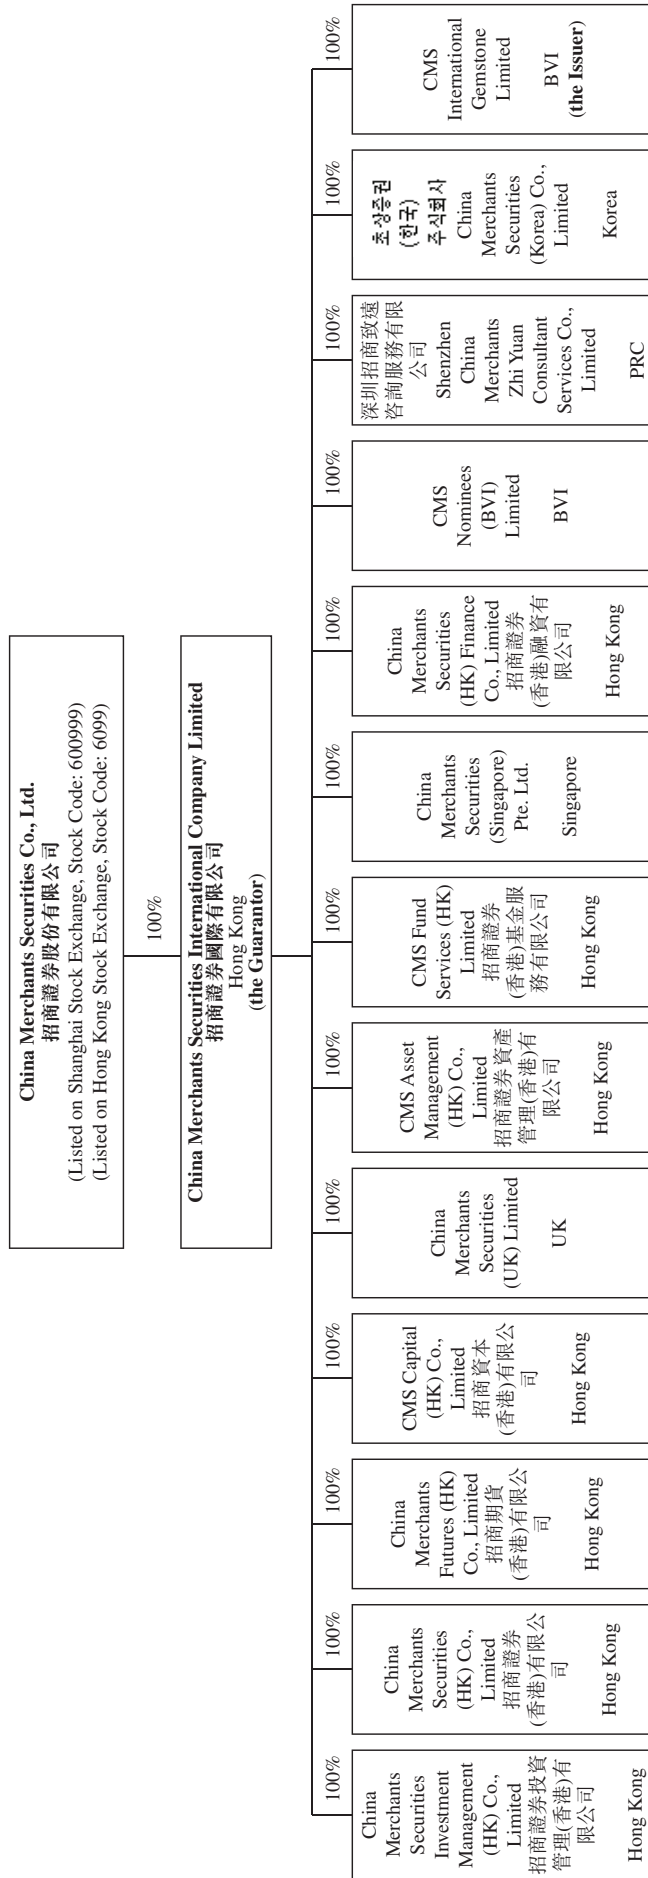 China Merchants Securities Co., Ltd.
招商證券股份有限公司
(Listed on Shanghai Stock Exchange, Stock Code: 600999)
(Listed on Hong Kong Stock Exchange, Stock Code: 6099)
100%
China Merchants Securities International Company Limited
招商證券國際有限公司
Hong Kong
(the Guarantor)
100%
China
Merchants
Securities
Investment
Management
(HK) Co.,
Limited
招商證券投資
管理(香港)有
限公司
Hong Kong
100%
China
Merchants
Securities
(HK) Co.,
Limited
招商證券
(香港)有限公
司
Hong Kong
100%
China
Merchants
Futures (HK)
Co., Limited
招商期貨
(香港)有限公
司
Hong Kong
100%
CMS Capital
(HK) Co.,
Limited
招商資本
(香港)有限公
司
Hong Kong
100%
China
Merchants
Securities
(UK) Limited
UK
100%
CMS Asset
Management
(HK) Co.,
Limited
招商證券資產
管理(香港)有
限公司
Hong Kong
100%
CMS Fund
Services (HK)
Limited
招商證券
(香港)基金服
務有限公司
Hong Kong
100%
China
Merchants
Securities
(Singapore)
Pte. Ltd.
Singapore
100%
China
Merchants
Securities
(HK) Finance
Co., Limited
招商證券
(香港)融資有
限公司
Hong Kong
100%
CMS
Nominees
(BVI)
Limited
BVI
100%
深圳招商致遠
咨詢服務有限
公司
Shenzhen
China
Merchants
Zhi Yuan
Consultant
Services Co.,
Limited
PRC
100%
초상증권
(한국)
주식회사
China
Merchants
Securities
(Korea) Co.,
Limited
Korea
100%
CMS
International
Gemstone
Limited
BVI
(the Issuer)